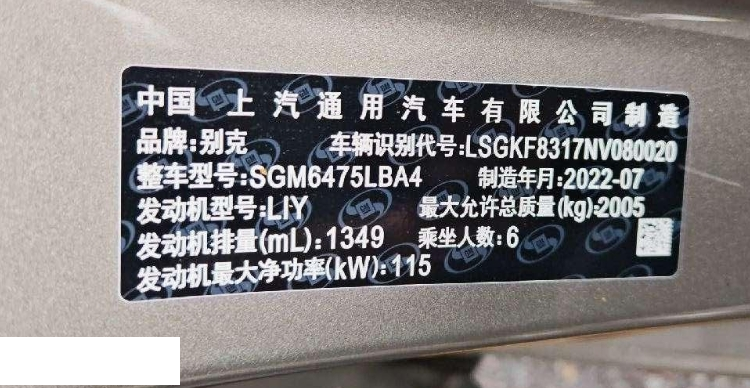 中国 上汽通用汽车有限公司制造
品牌:别克 车辆识别代号:LSGKF8317NV080020
整车型号:SGM6475LBA4 制造年月:2022-07
发动机型号:LIY 最大允许总质量(kg):2005
发动机排量(mL):1349 乘坐人数:6
发动机最大净功率(kW):115